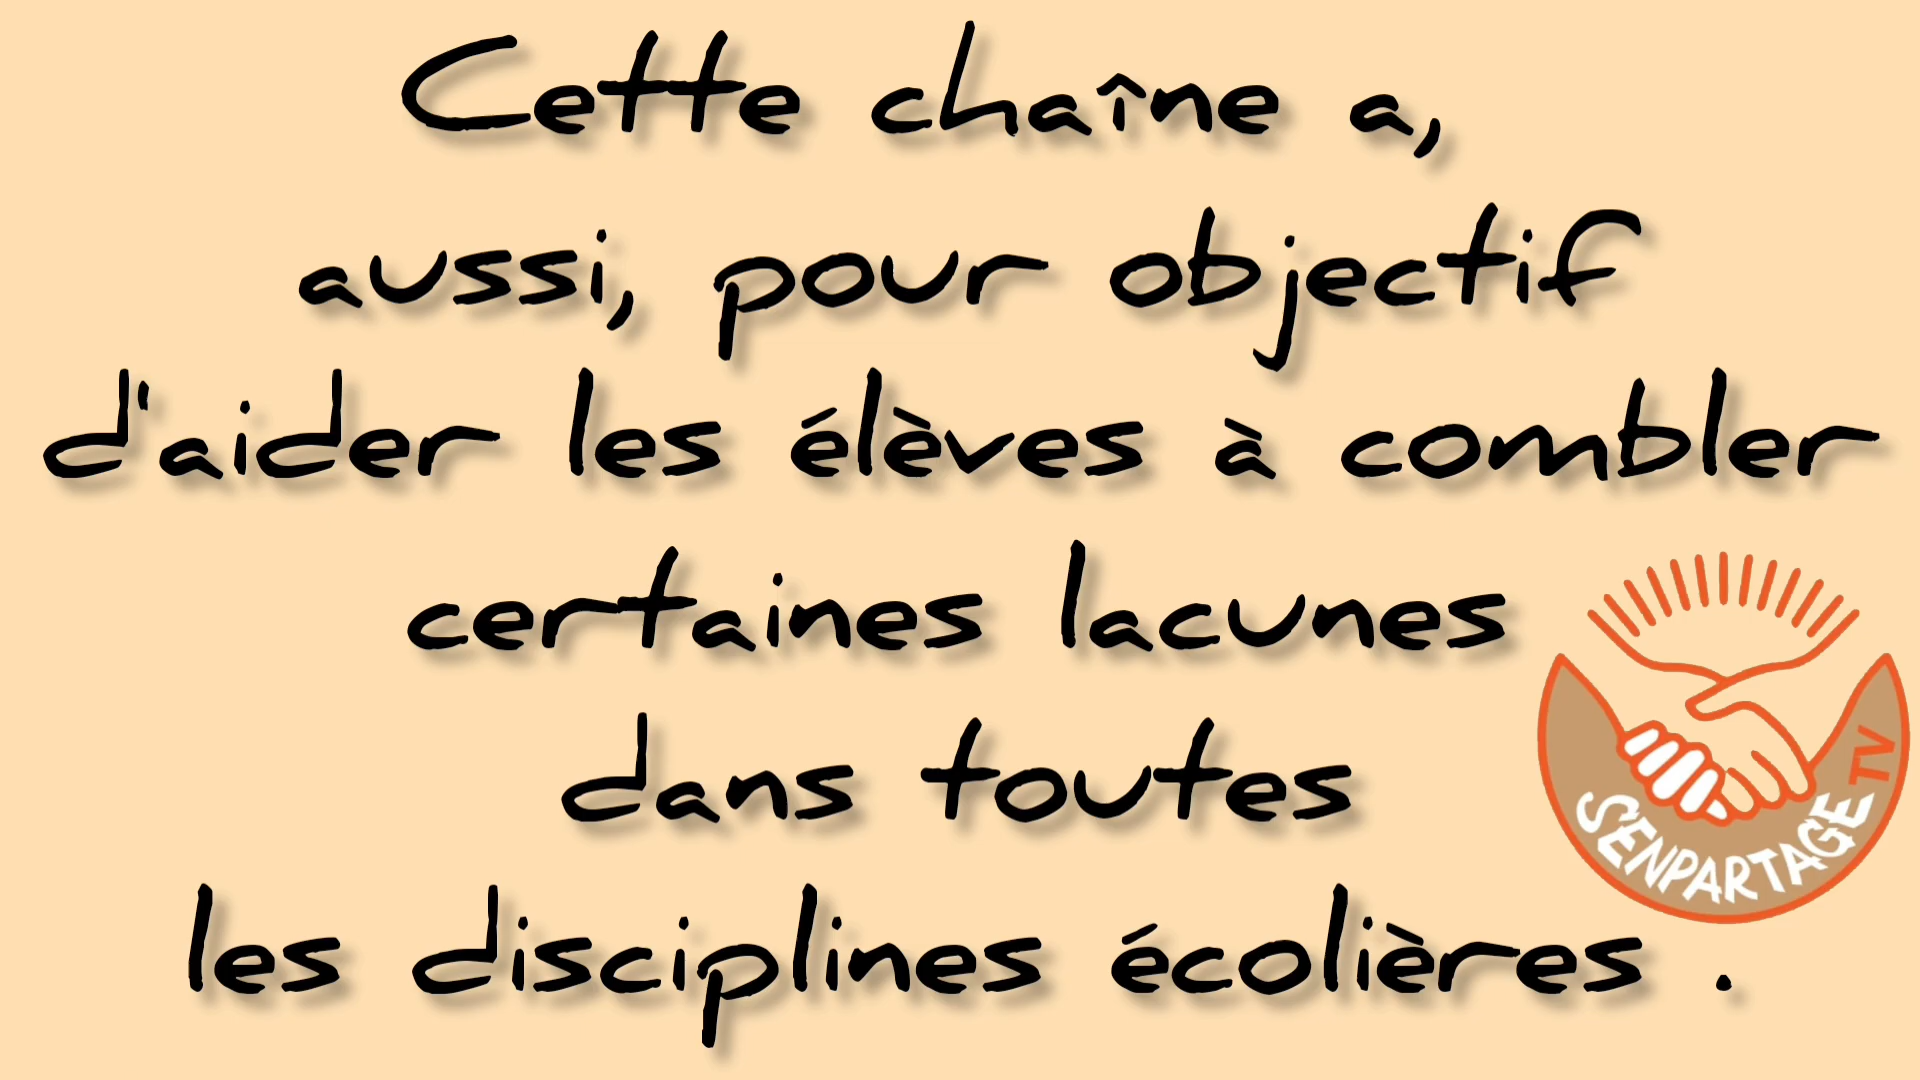 Cette chaîne a,
aussi, pour objectif
d'aider les élèves à combler
certaines lacunes
dans toutes
les disciplines écolières .
SENPARTAGE TV